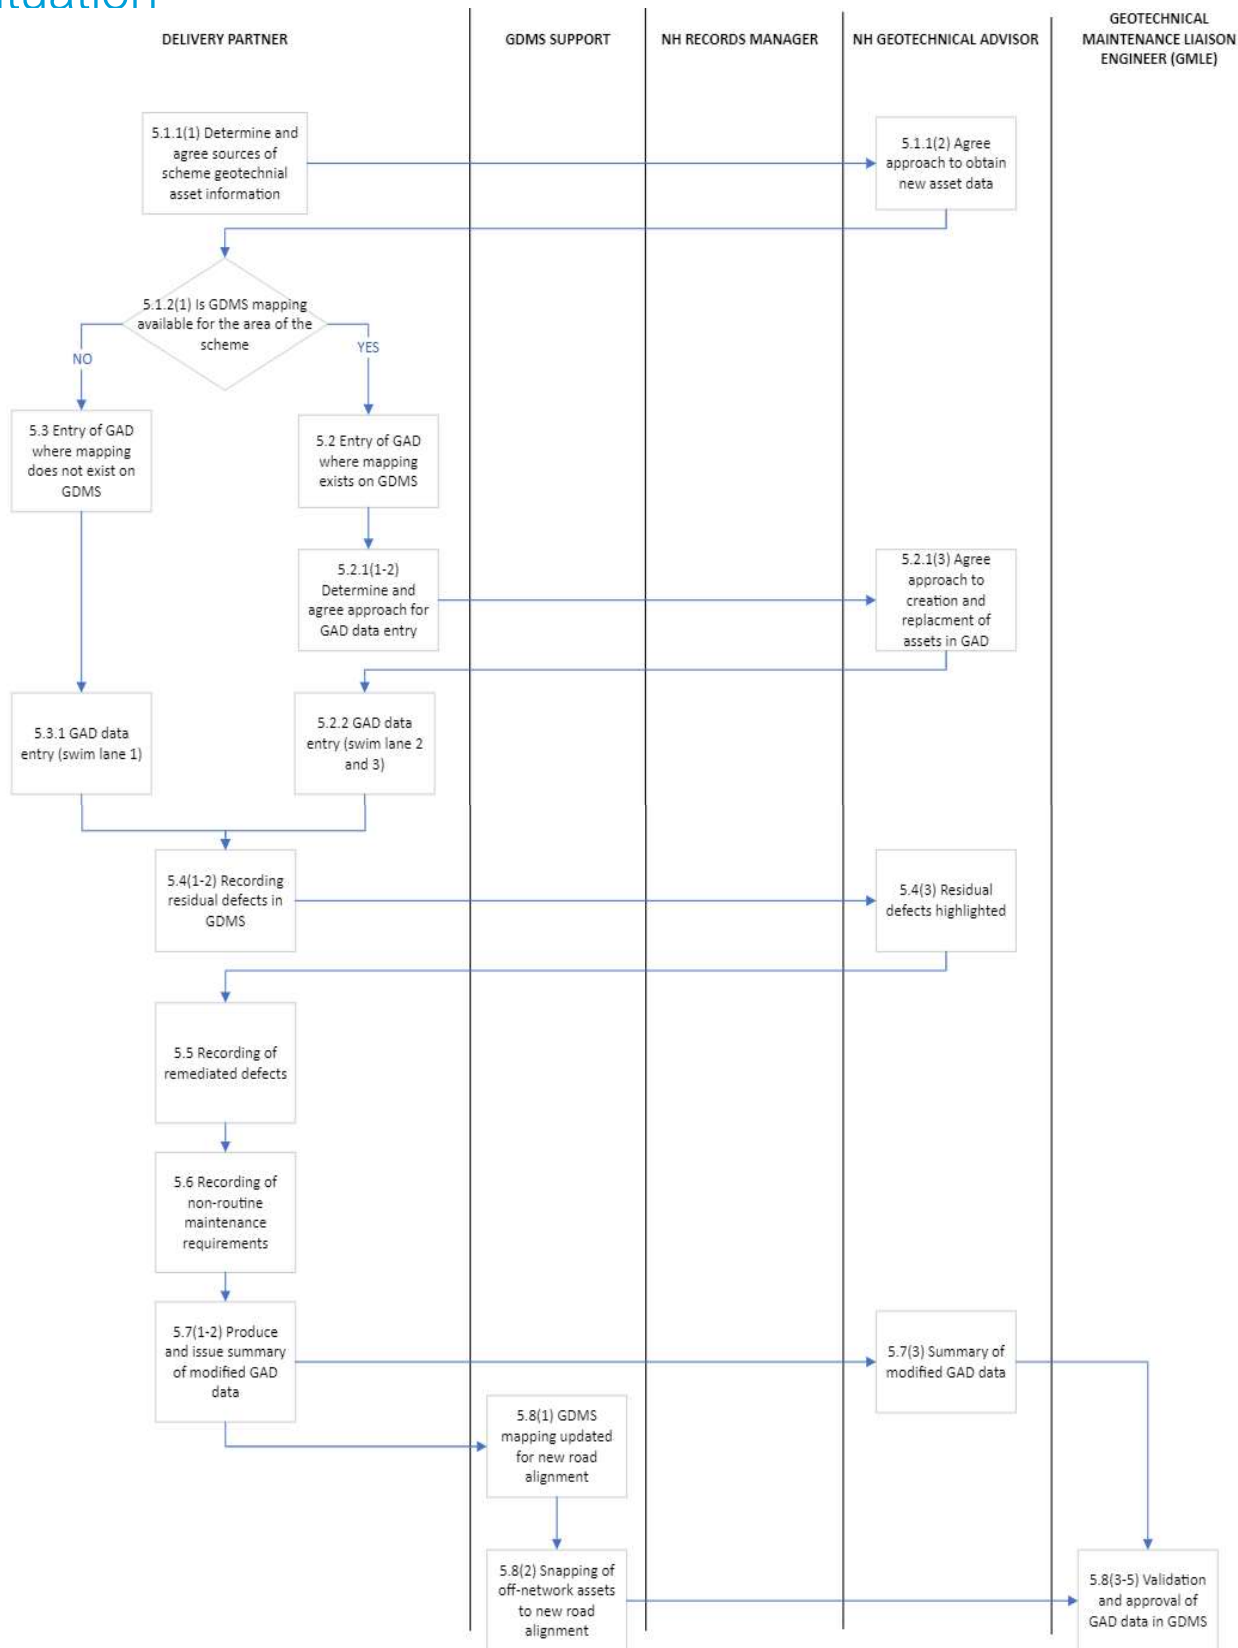 DELIVERY PARTNER
GDMS SUPPORT
NH RECORDS MANAGER
NH GEOTECHNICAL ADVISOR
GEOTECHNICAL
MAINTENANCE LIAISON
ENGINEER (GMLE)
5.1.1(1) Determine and
agree sources of
scheme geotechnial
asset information
5.1.1(2) Agree
approach to obtain
new asset data
5.1.2(1) Is GDMS mapping
available for the area of the
scheme
NO
YES
5.3 Entry of GAD
where mapping
does not exist on
GDMS
5.2 Entry of GAD
where mapping
exists on GDMS
5.2.1(1-2)
Determine and
agree approach for
GAD data entry
5.2.1(3) Agree
approach to
creation and
replacment of
assets in GAD
5.3.1 GAD data
entry (swim lane 1)
5.2.2 GAD data
entry (swim lane 2
and 3)
5.4(1-2) Recording
residual defects in
GDMS
5.4(3) Residual
defects highlighted
5.5 Recording of
remediated defects
5.6 Recording of
non-routine
maintenance
requirements
5.7(1-2) Produce
and issue summary
of modified GAD
data
5.7(3) Summary of
modified GAD data
5.8(1) GDMS
mapping updated
for new road
alignment
5.8(2) Snapping of
off-network assets
to new road
alignment
5.8(3-5) Validation
and approval of
GAD data in GDMS